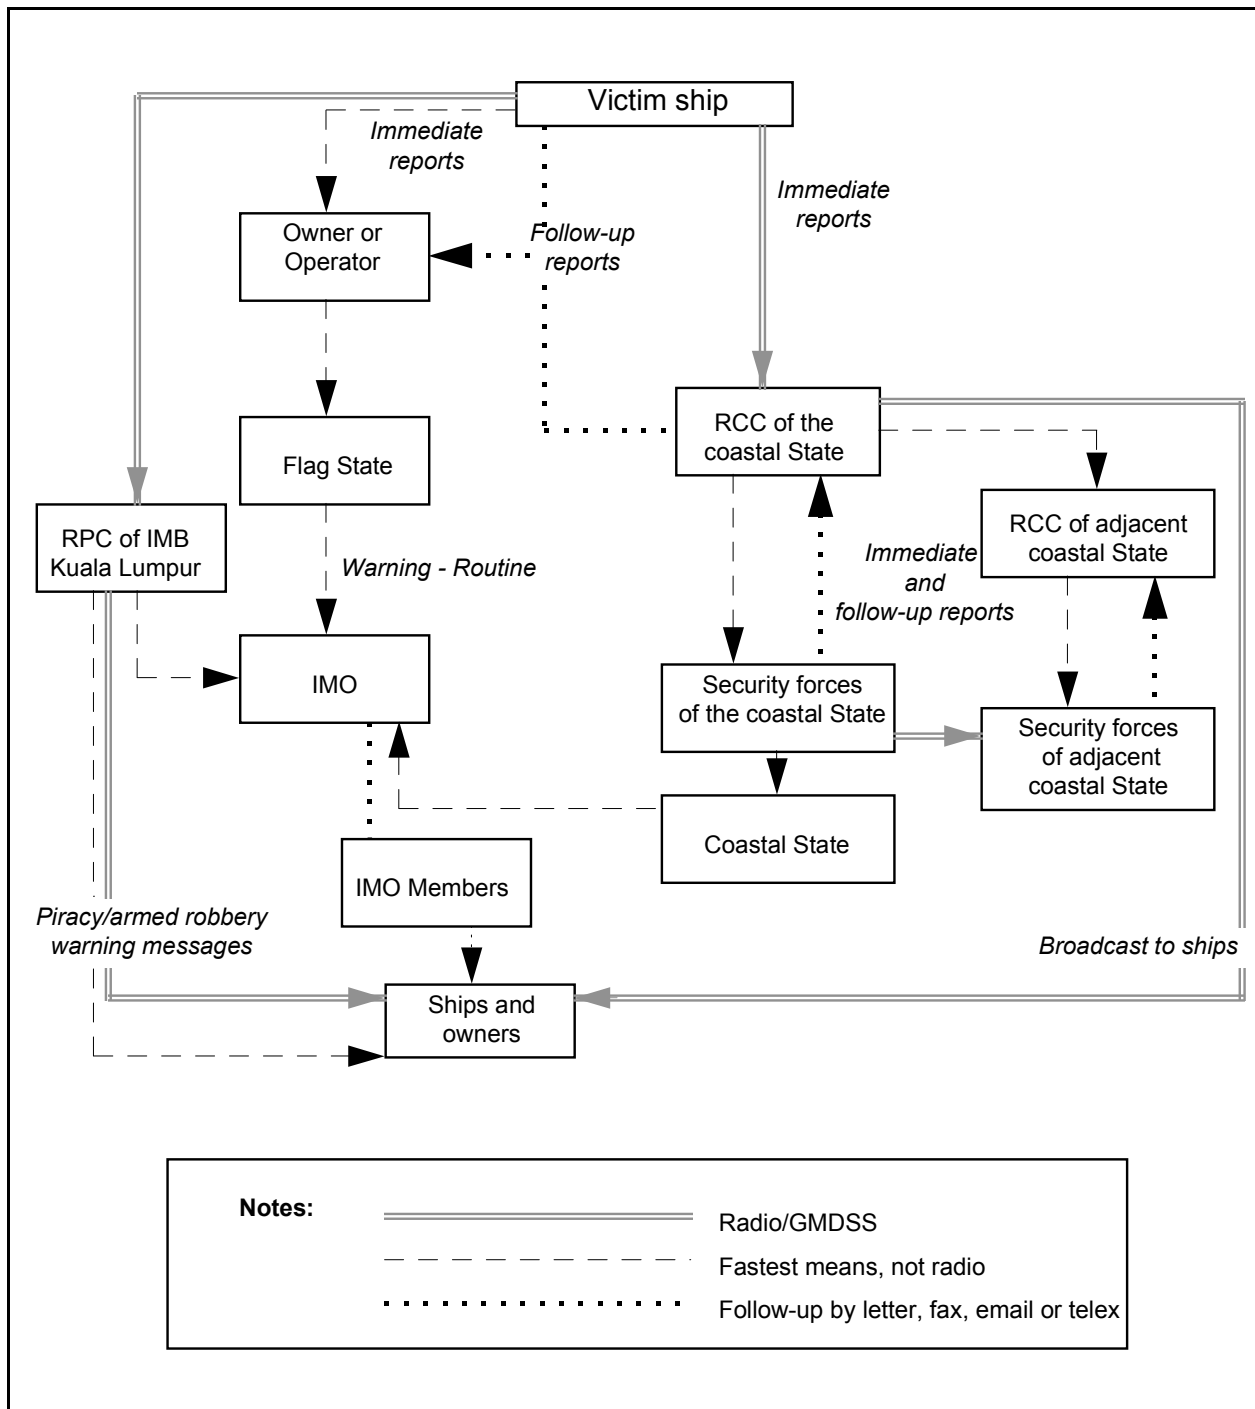 Victim ship
Immediate
reports
Immediate
reports
Owner or
Operator
Follow-up
reports
RCC of the
coastal State
Flag State
RPC of IMB
Kuala Lumpur
RCC of adjacent
coastal State
Warning - Routine
Immediate
and
follow-up reports
IMO
Security forces
of the coastal State
Security forces
of adjacent
coastal State
Coastal State
IMO Members
Piracy/armed robbery
warning messages
Broadcast to ships
Ships and
owners
Notes:
Radio/GMDSS
Fastest means, not radio
Follow-up by letter, fax, email or telex